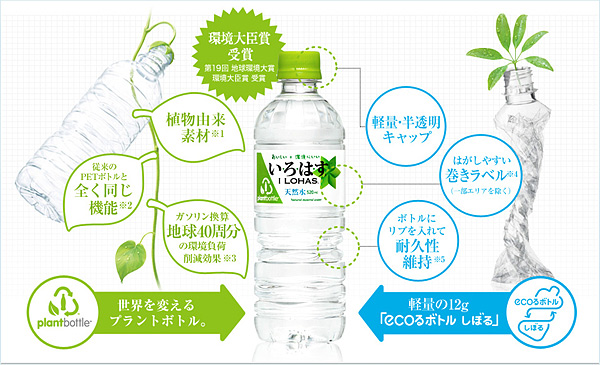 環境大臣賞
受賞
第19回 地球環境大賞
環境大臣賞 受賞
植物由来
素材※1
従来の
PETボトルと
全く同じ
機能※2
ガソリン換算
地球40周分
の環境負荷
削減効果 ※3
軽量・半透明
キャップ
はがしやすい
巻きラベル※4
(一部エリアを除く)
ボトルに
リブを入れて
耐久性
維持※5
いろはす
I LOHAS
天然水
plantbottle
plantbottle
世界を変える
プラントボトル。
軽量の12g
「ecoるボトル しぼる」
ecoるボトル
しぼる